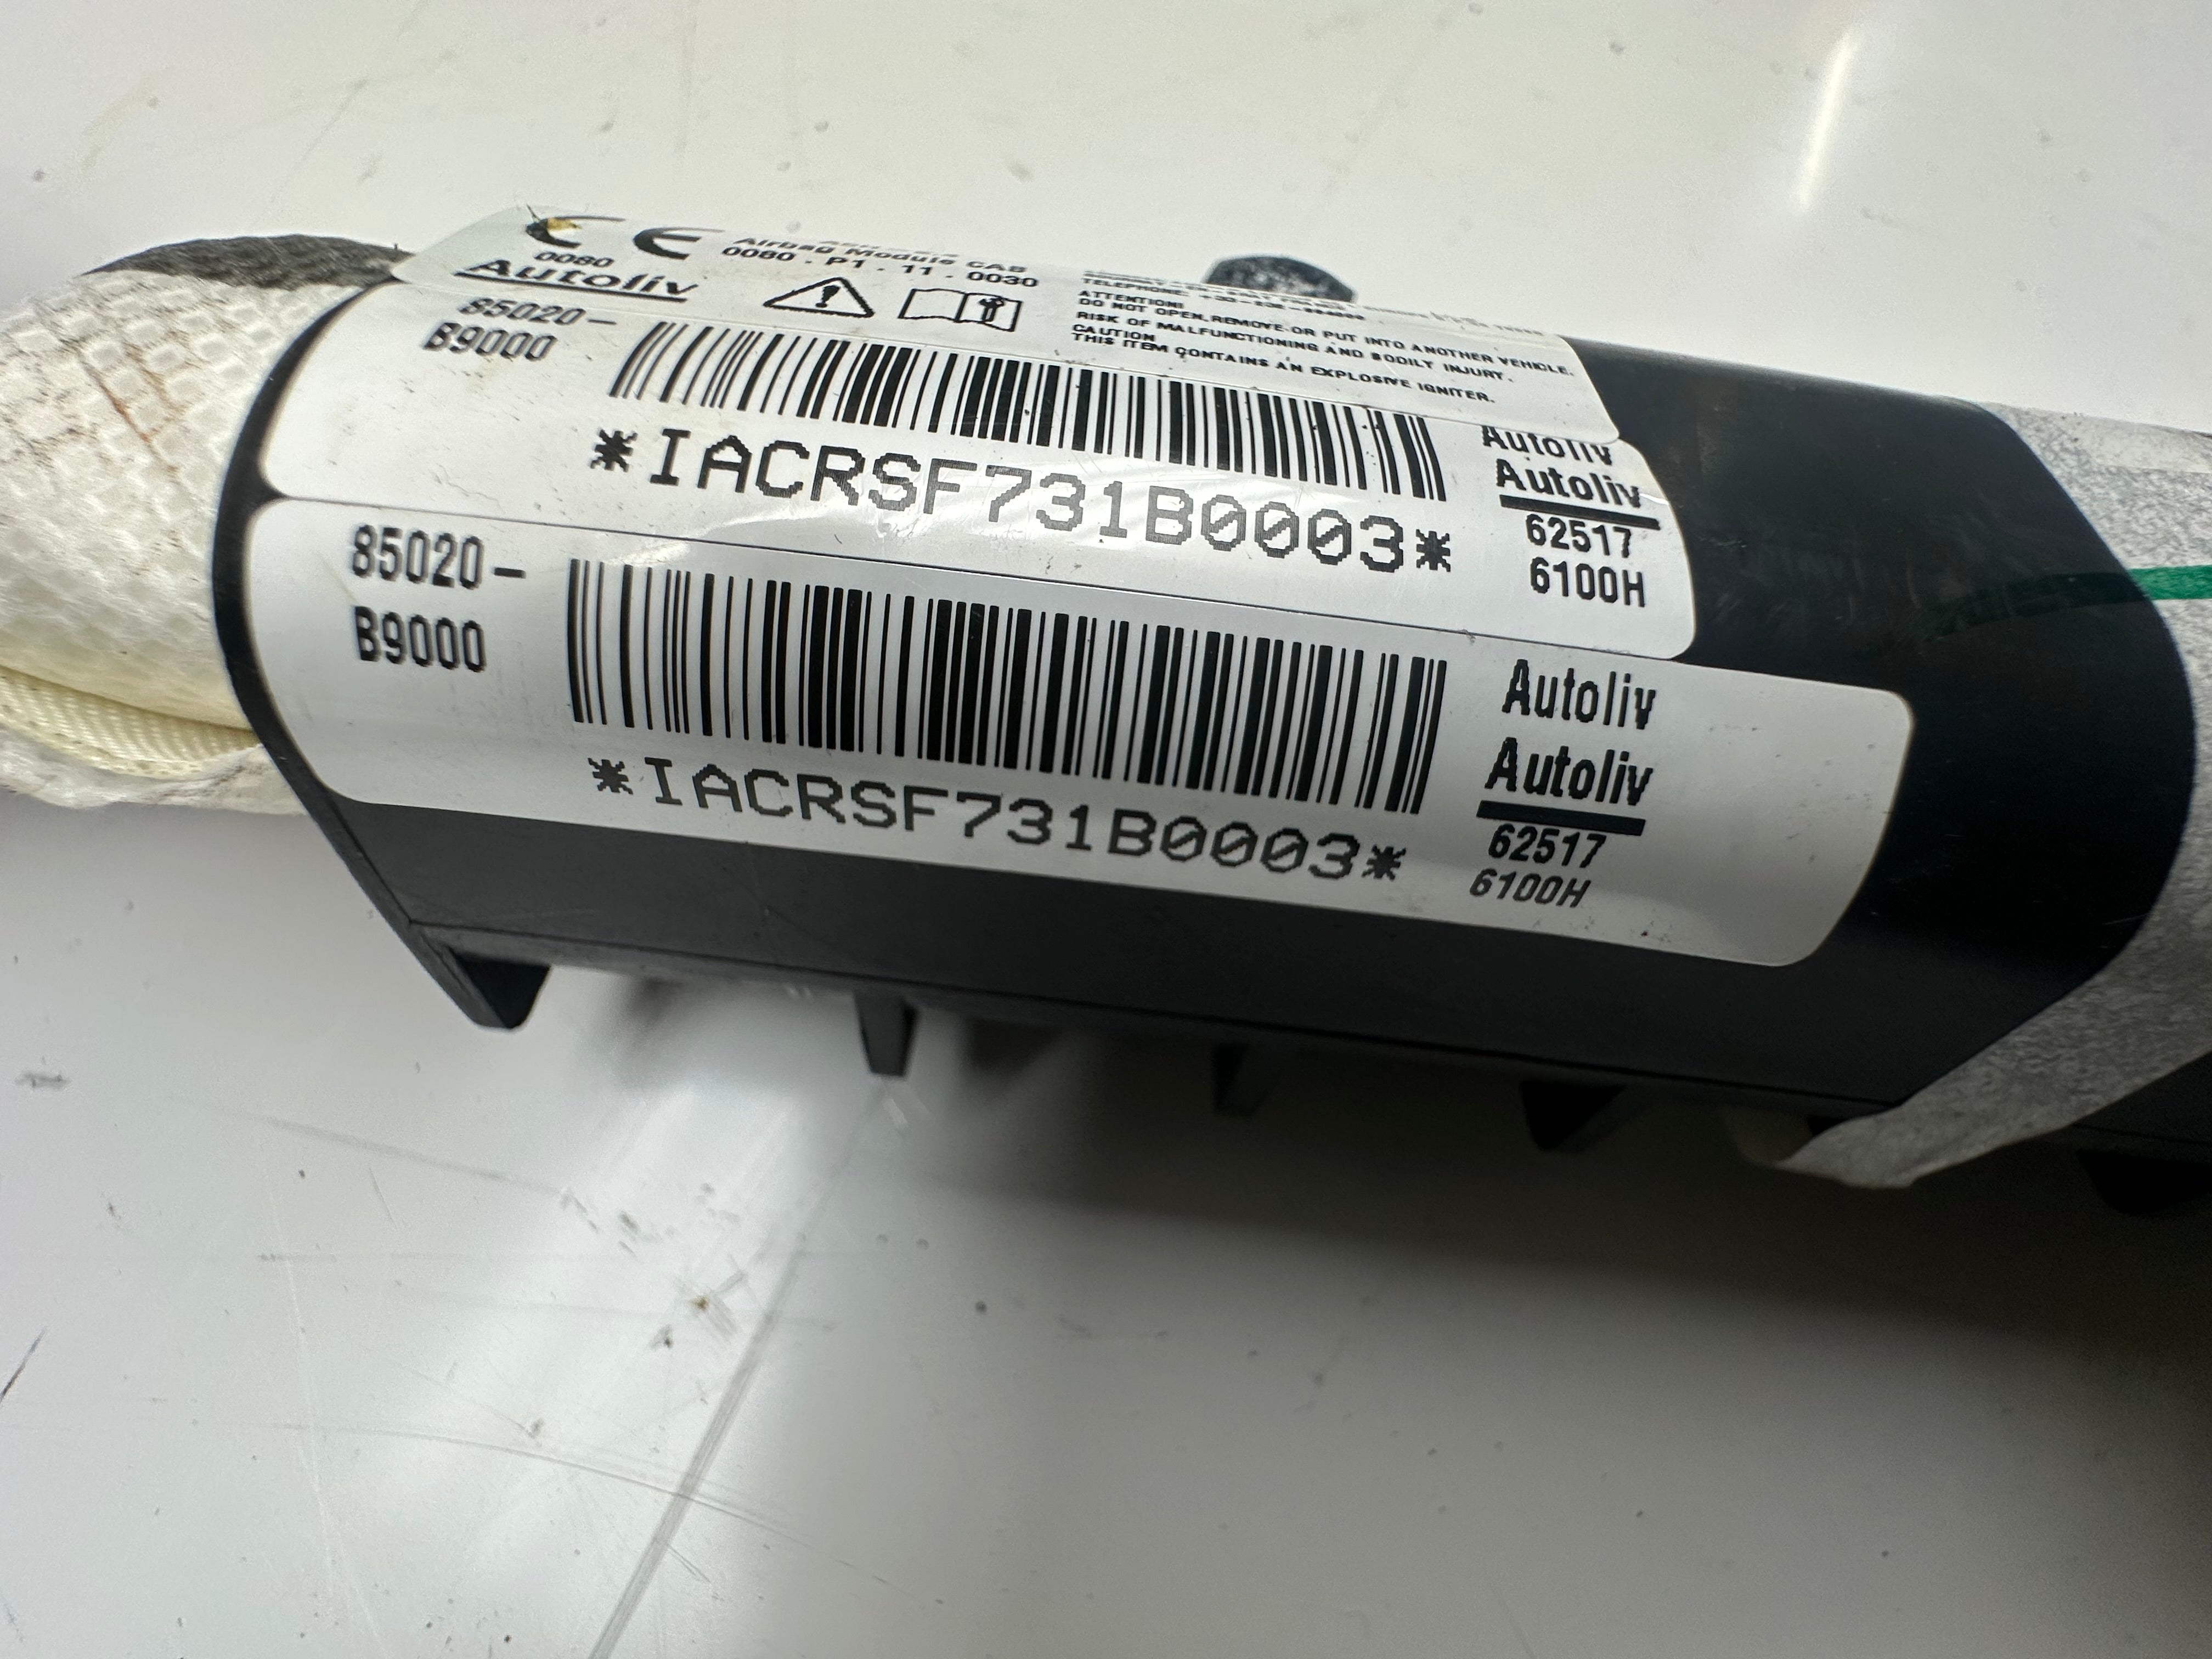 CE
0080
Airbag Module CAB
0080 . P1 . 11 . 0030
Autoliv
85020-
B9000
ATTENTION!
DO NOT OPEN, REMOVE OR PUT INTO ANOTHER VEHICLE.
RISK OF MALFUNCTIONING AND BODILY INJURY.
CAUTION
THIS ITEM CONTAINS AN EXPLOSIVE IGNITER.
*IACRSF731B0003*
Autoliv
Autoliv
62517
6100H
85020-
B9000
*IACRSF731B0003*
Autoliv
Autoliv
62517
6100H